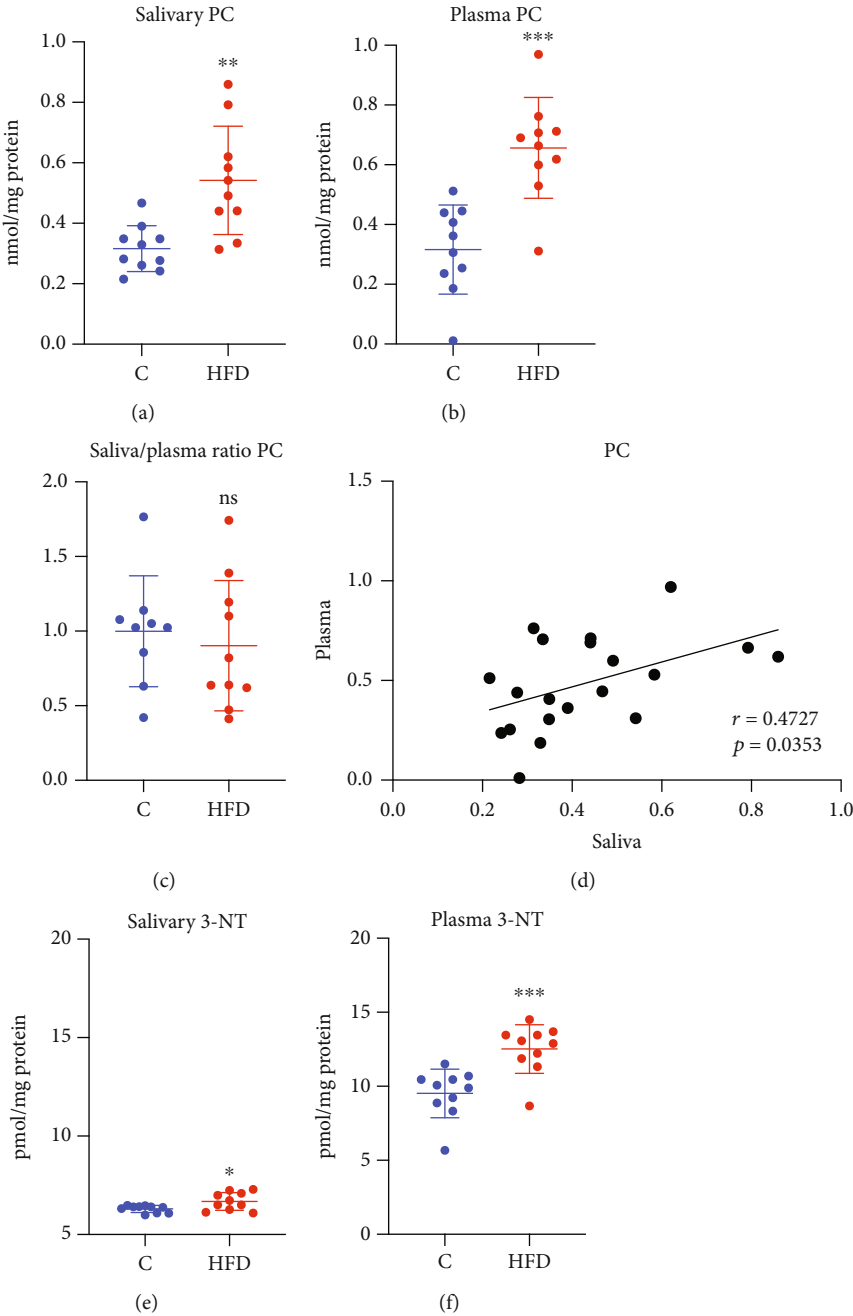 Salivary PC
nmol/mg protein
1.0
0.8
0.6
0.4
0.2
0.0
**
C
HFD
(a)
Plasma PC
nmol/mg protein
1.0
0.8
0.6
0.4
0.2
0.0
***
C
HFD
(b)
Saliva/plasma ratio PC
2.0
1.5
1.0
0.5
0.0
ns
C
HFD
(c)
PC
Plasma
1.5
1.0
0.5
0.0
r = 0.4727
p = 0.0353
0.0 0.2 0.4 0.6 0.8 1.0
Saliva
(d)
Salivary 3-NT
pmol/mg protein
20
15
10
5
*
C
HFD
(e)
Plasma 3-NT
pmol/mg protein
20
15
10
5
0
***
C
HFD
(f)